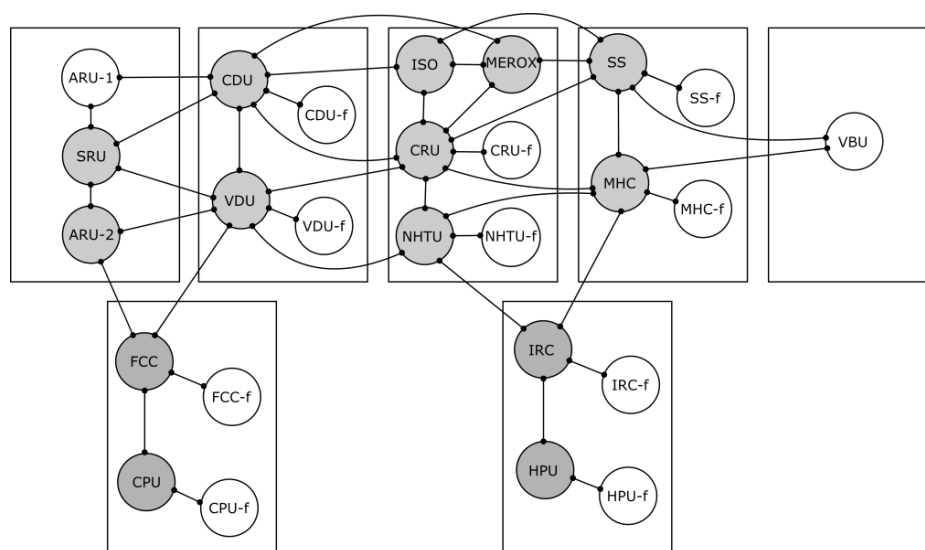 ARU-1
SRU
ARU-2
CDU
CDU-f
VDU
VDU-f
ISO
MEROX
CRU
CRU-f
NHTU
NHTU-f
SS
SS-f
MHC
MHC-f
VBU
FCC
FCC-f
CPU
CPU-f
IRC
IRC-f
HPU
HPU-f